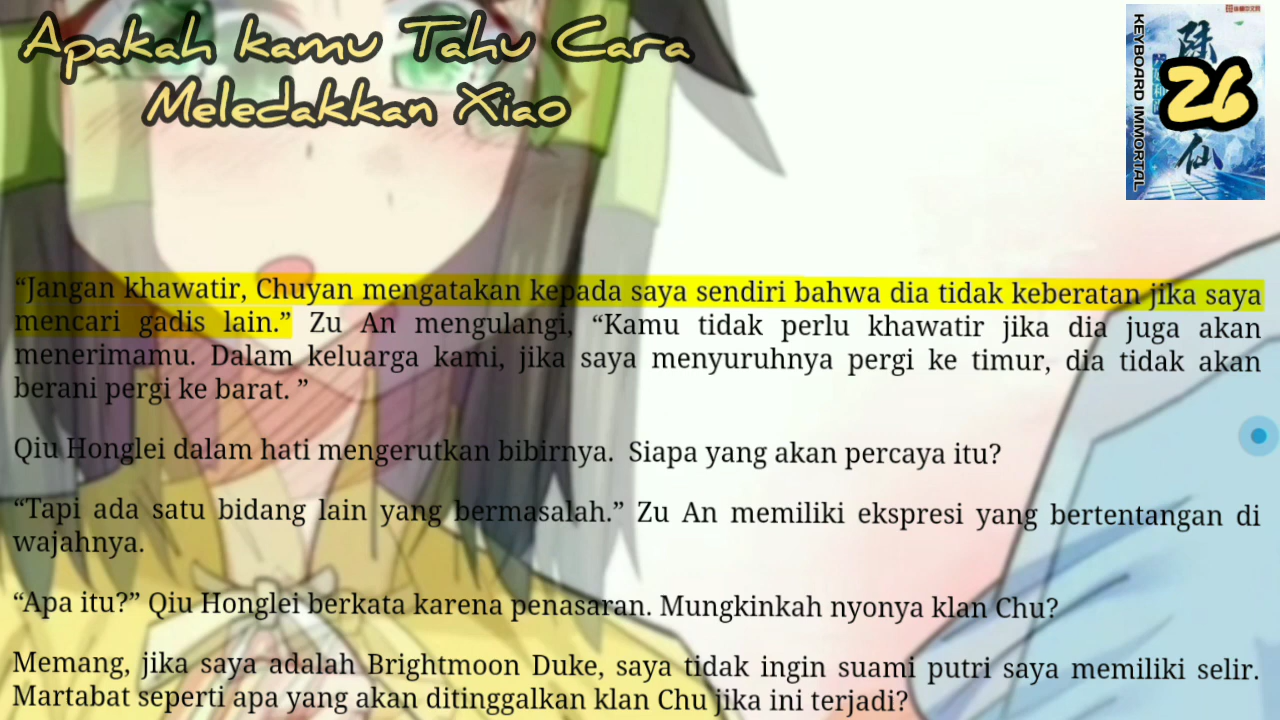 Apakah kamu Tahu Cara
Meledakkan Xiao
KEYBOARD IMMORTAL
26
仙
“Jangan khawatir, Chuyan mengatakan kepada saya sendiri bahwa dia tidak keberatan jika saya
mencari gadis lain.” Zu An mengulangi, “Kamu tidak perlu khawatir jika dia juga akan
menerimamu. Dalam keluarga kami, jika saya menyuruhnya pergi ke timur, dia tidak akan
berani pergi ke barat. ”
Qiu Honglei dalam hati mengerutkan bibirnya. Siapa yang akan percaya itu?
“Tapi ada satu bidang lain yang bermasalah.” Zu An memiliki ekspresi yang bertentangan di
wajahnya.
“Apa itu?” Qiu Honglei berkata karena penasaran. Mungkinkah nyonya klan Chu?
Memang, jika saya adalah Brightmoon Duke, saya tidak ingin suami putri saya memiliki selir.
Martabat seperti apa yang akan ditinggalkan klan Chu jika ini terjadi?